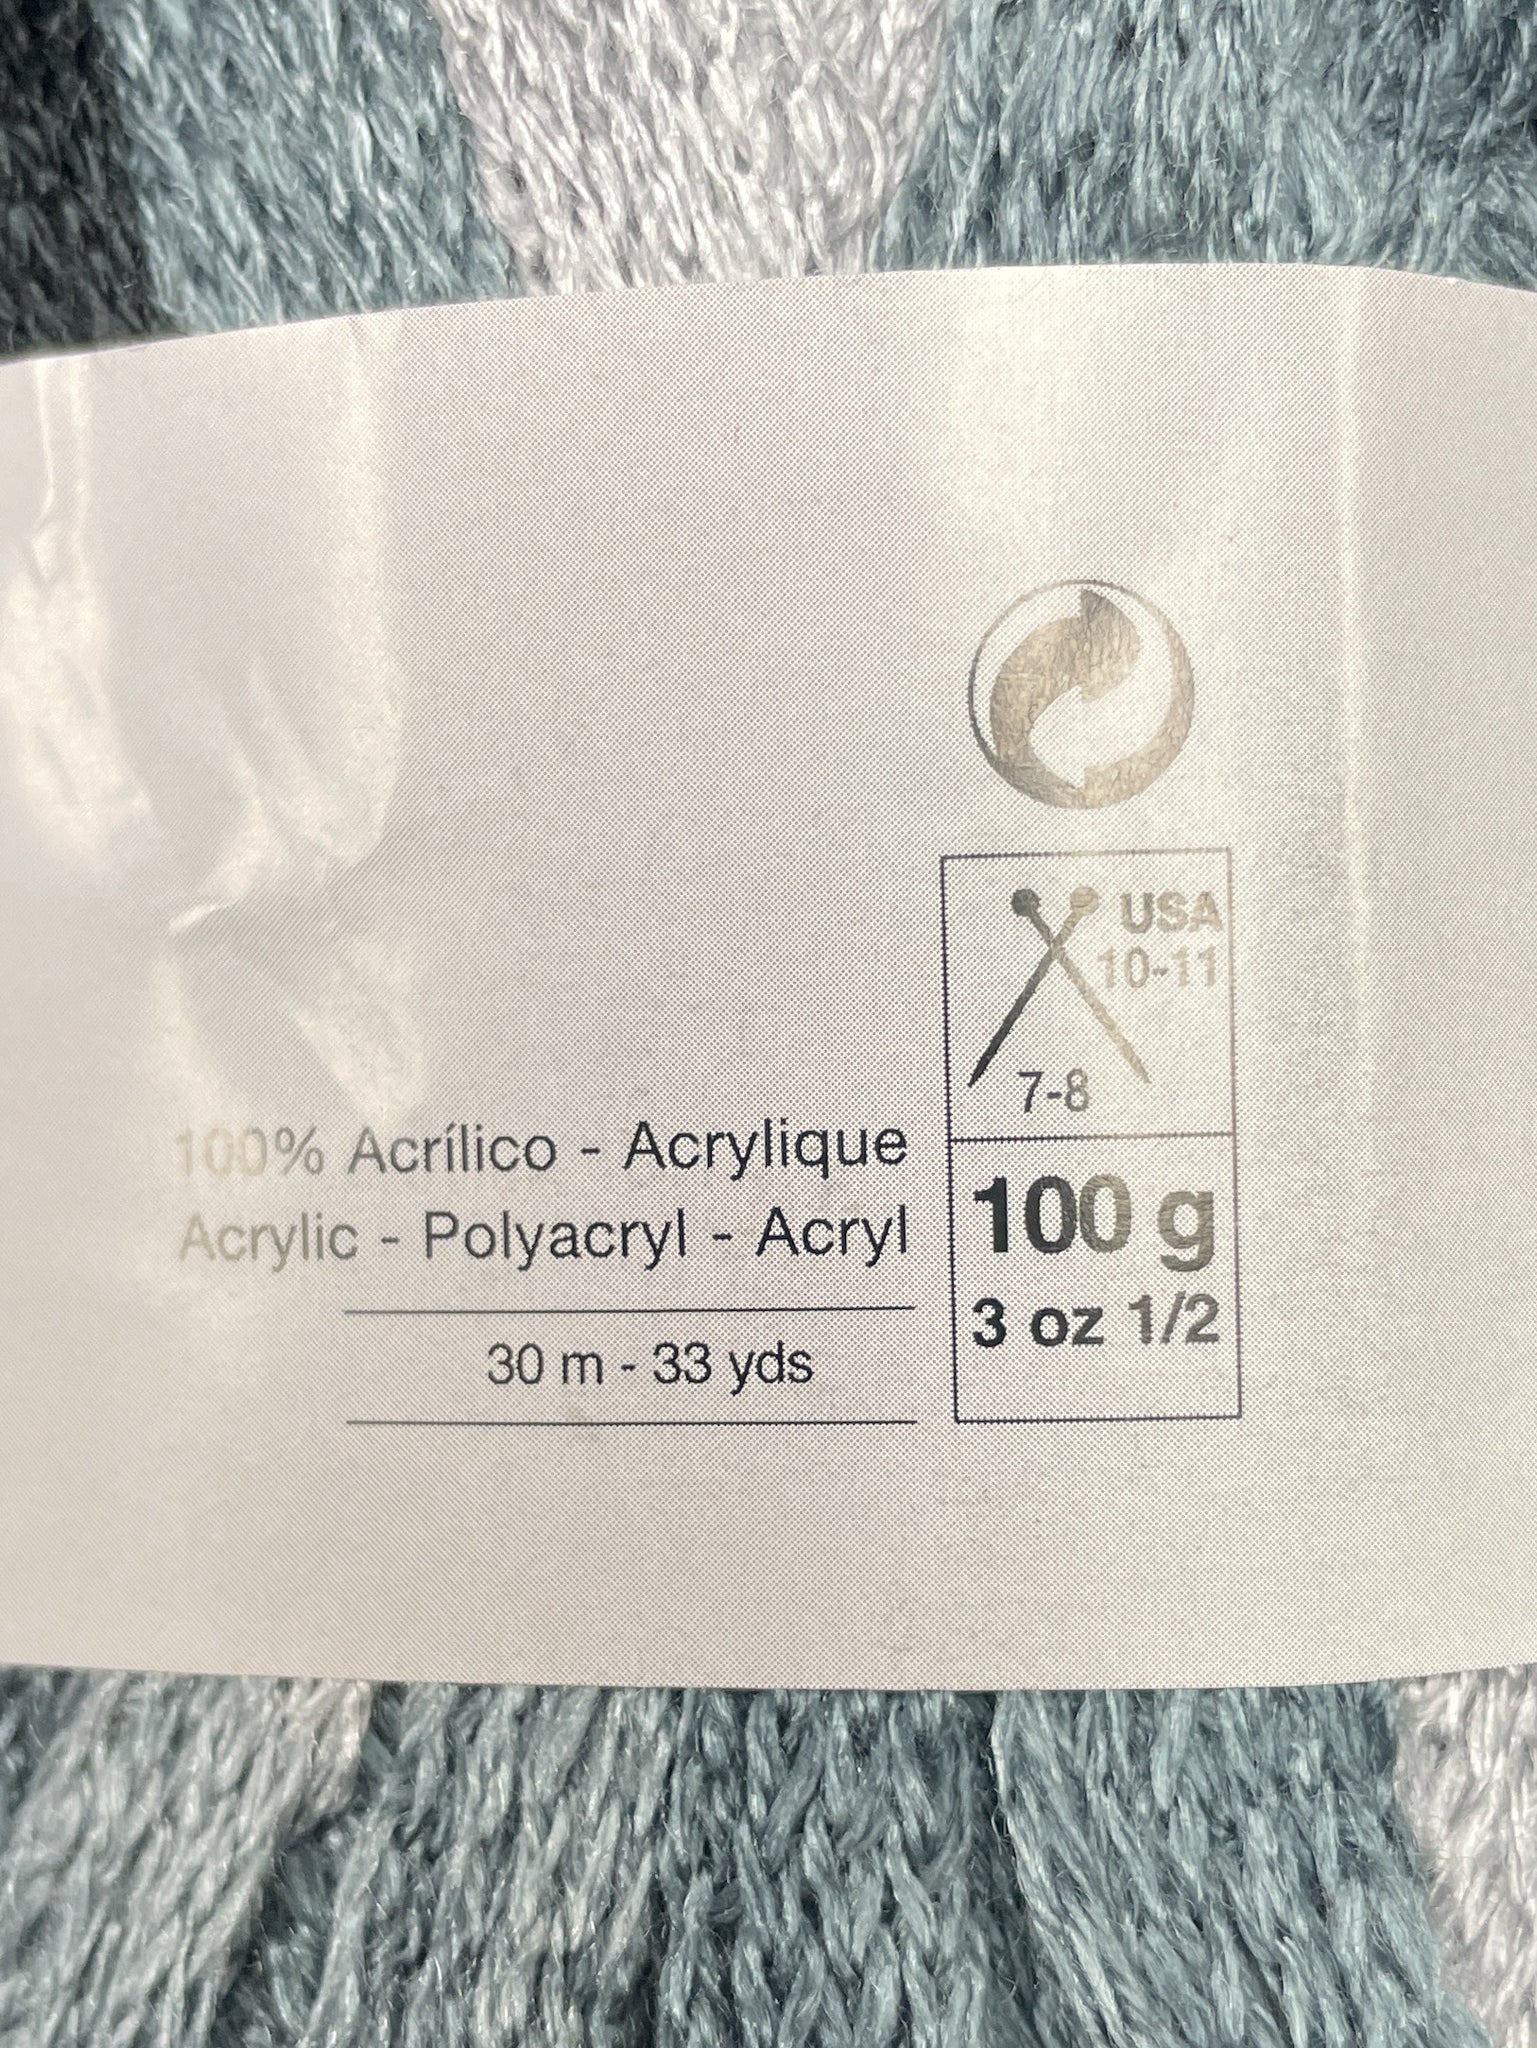 USA
10-11
7-8
100% Acrílico - Acrylique
Acrylic - Polyacryl - Acryl
30 m - 33 yds
100 g
3 oz 1/2